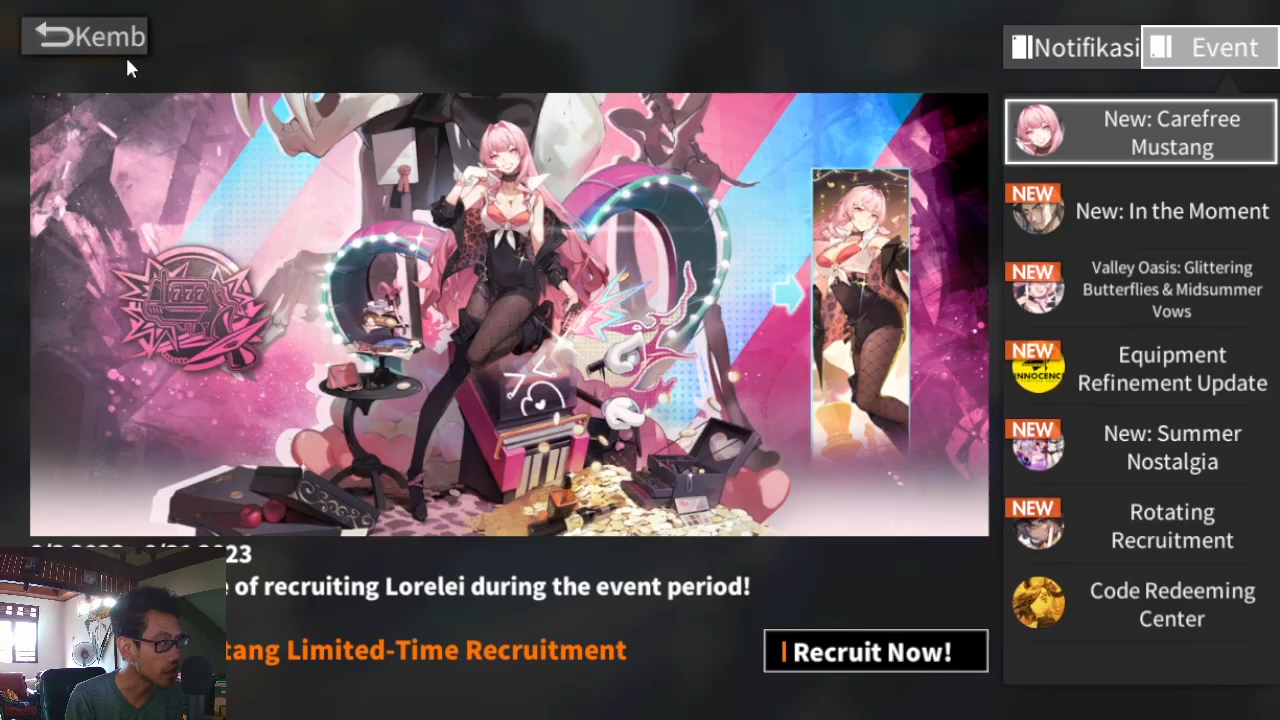 Kemb
Notifikasi
Event
777
New: Carefree
Mustang
NEW
New: In the Moment
NEW
Valley Oasis: Glittering
Butterflies & Midsummer
Vows
NEW
INNOCENC
Equipment
Refinement Update
NEW
New: Summer
Nostalgia
NEW
Rotating
Recruitment
Code Redeeming
Center
23
of recruiting Lorelei during the event period!
tang Limited-Time Recruitment
Recruit Now!